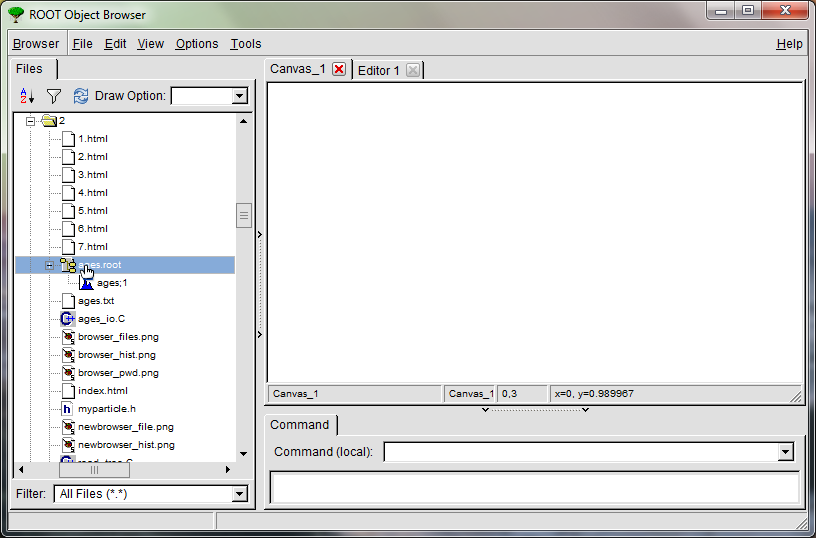 ROOT Object Browser
Browser File Edit View Options Tools Help
Files
Draw Option:
2
1.html
2.html
3.html
4.html
5.html
6.html
7.html
ages.root
ages;1
ages.txt
ages_io.C
browser_files.png
browser_hist.png
browser_pwd.png
index.html
h myparticle.h
newbrowser_file.png
newbrowser_hist.png
Filter: All Files (*.*)
Canvas_1 Editor 1
Canvas_1 Canvas_1 0,3 x=0, y=0.989967
Command
Command (local):